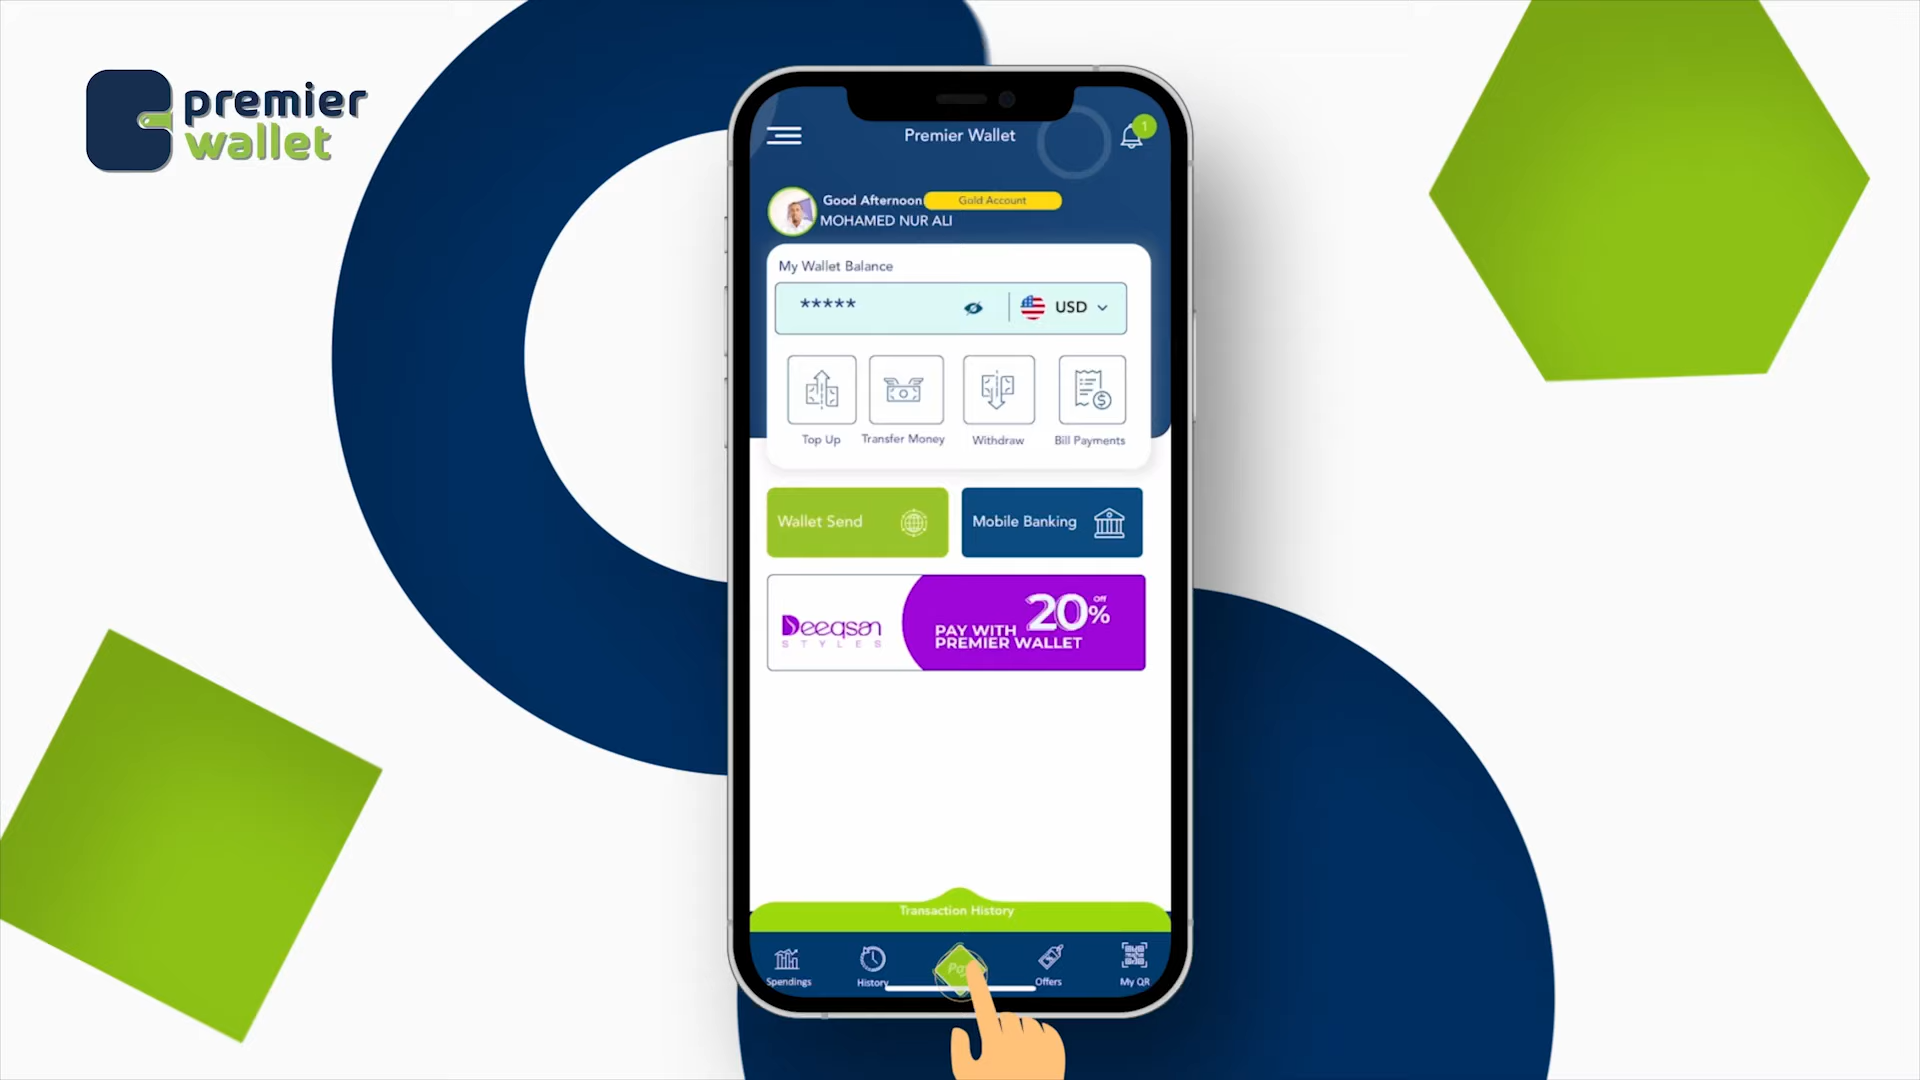 premier
wallet
Premier Wallet
1
Good Afternoon
Gold Account
MOHAMED NUR ALI
My Wallet Balance
*****
USD
Top Up
Transfer Money
Withdraw
Bill Payments
Wallet Send
Mobile Banking
Deeqsan
STYLES
20% Off
PAY WITH
PREMIER WALLET
Transaction History
Spendings
History
Offers
My QR